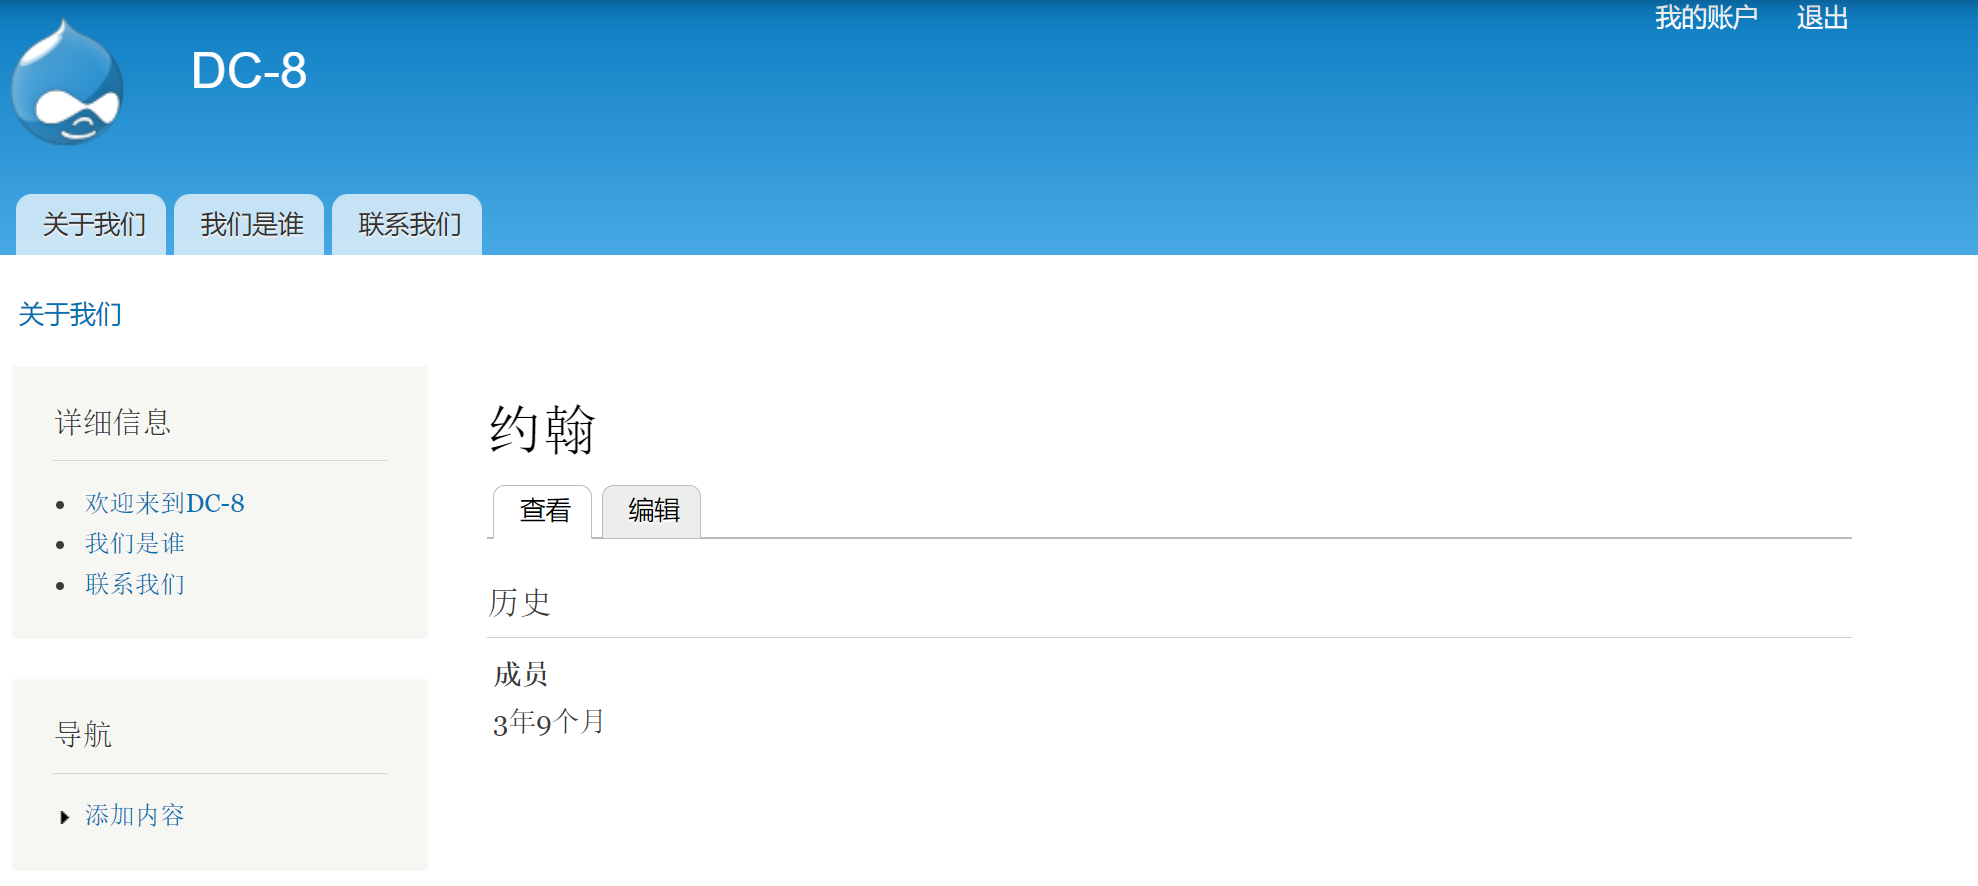 我的账户 退出
DC-8
关于我们 我们是谁 联系我们
关于我们
详细信息
欢迎来到DC-8
我们是谁
联系我们
导航
添加内容
约翰
查看 编辑
历史
成员
3年9个月